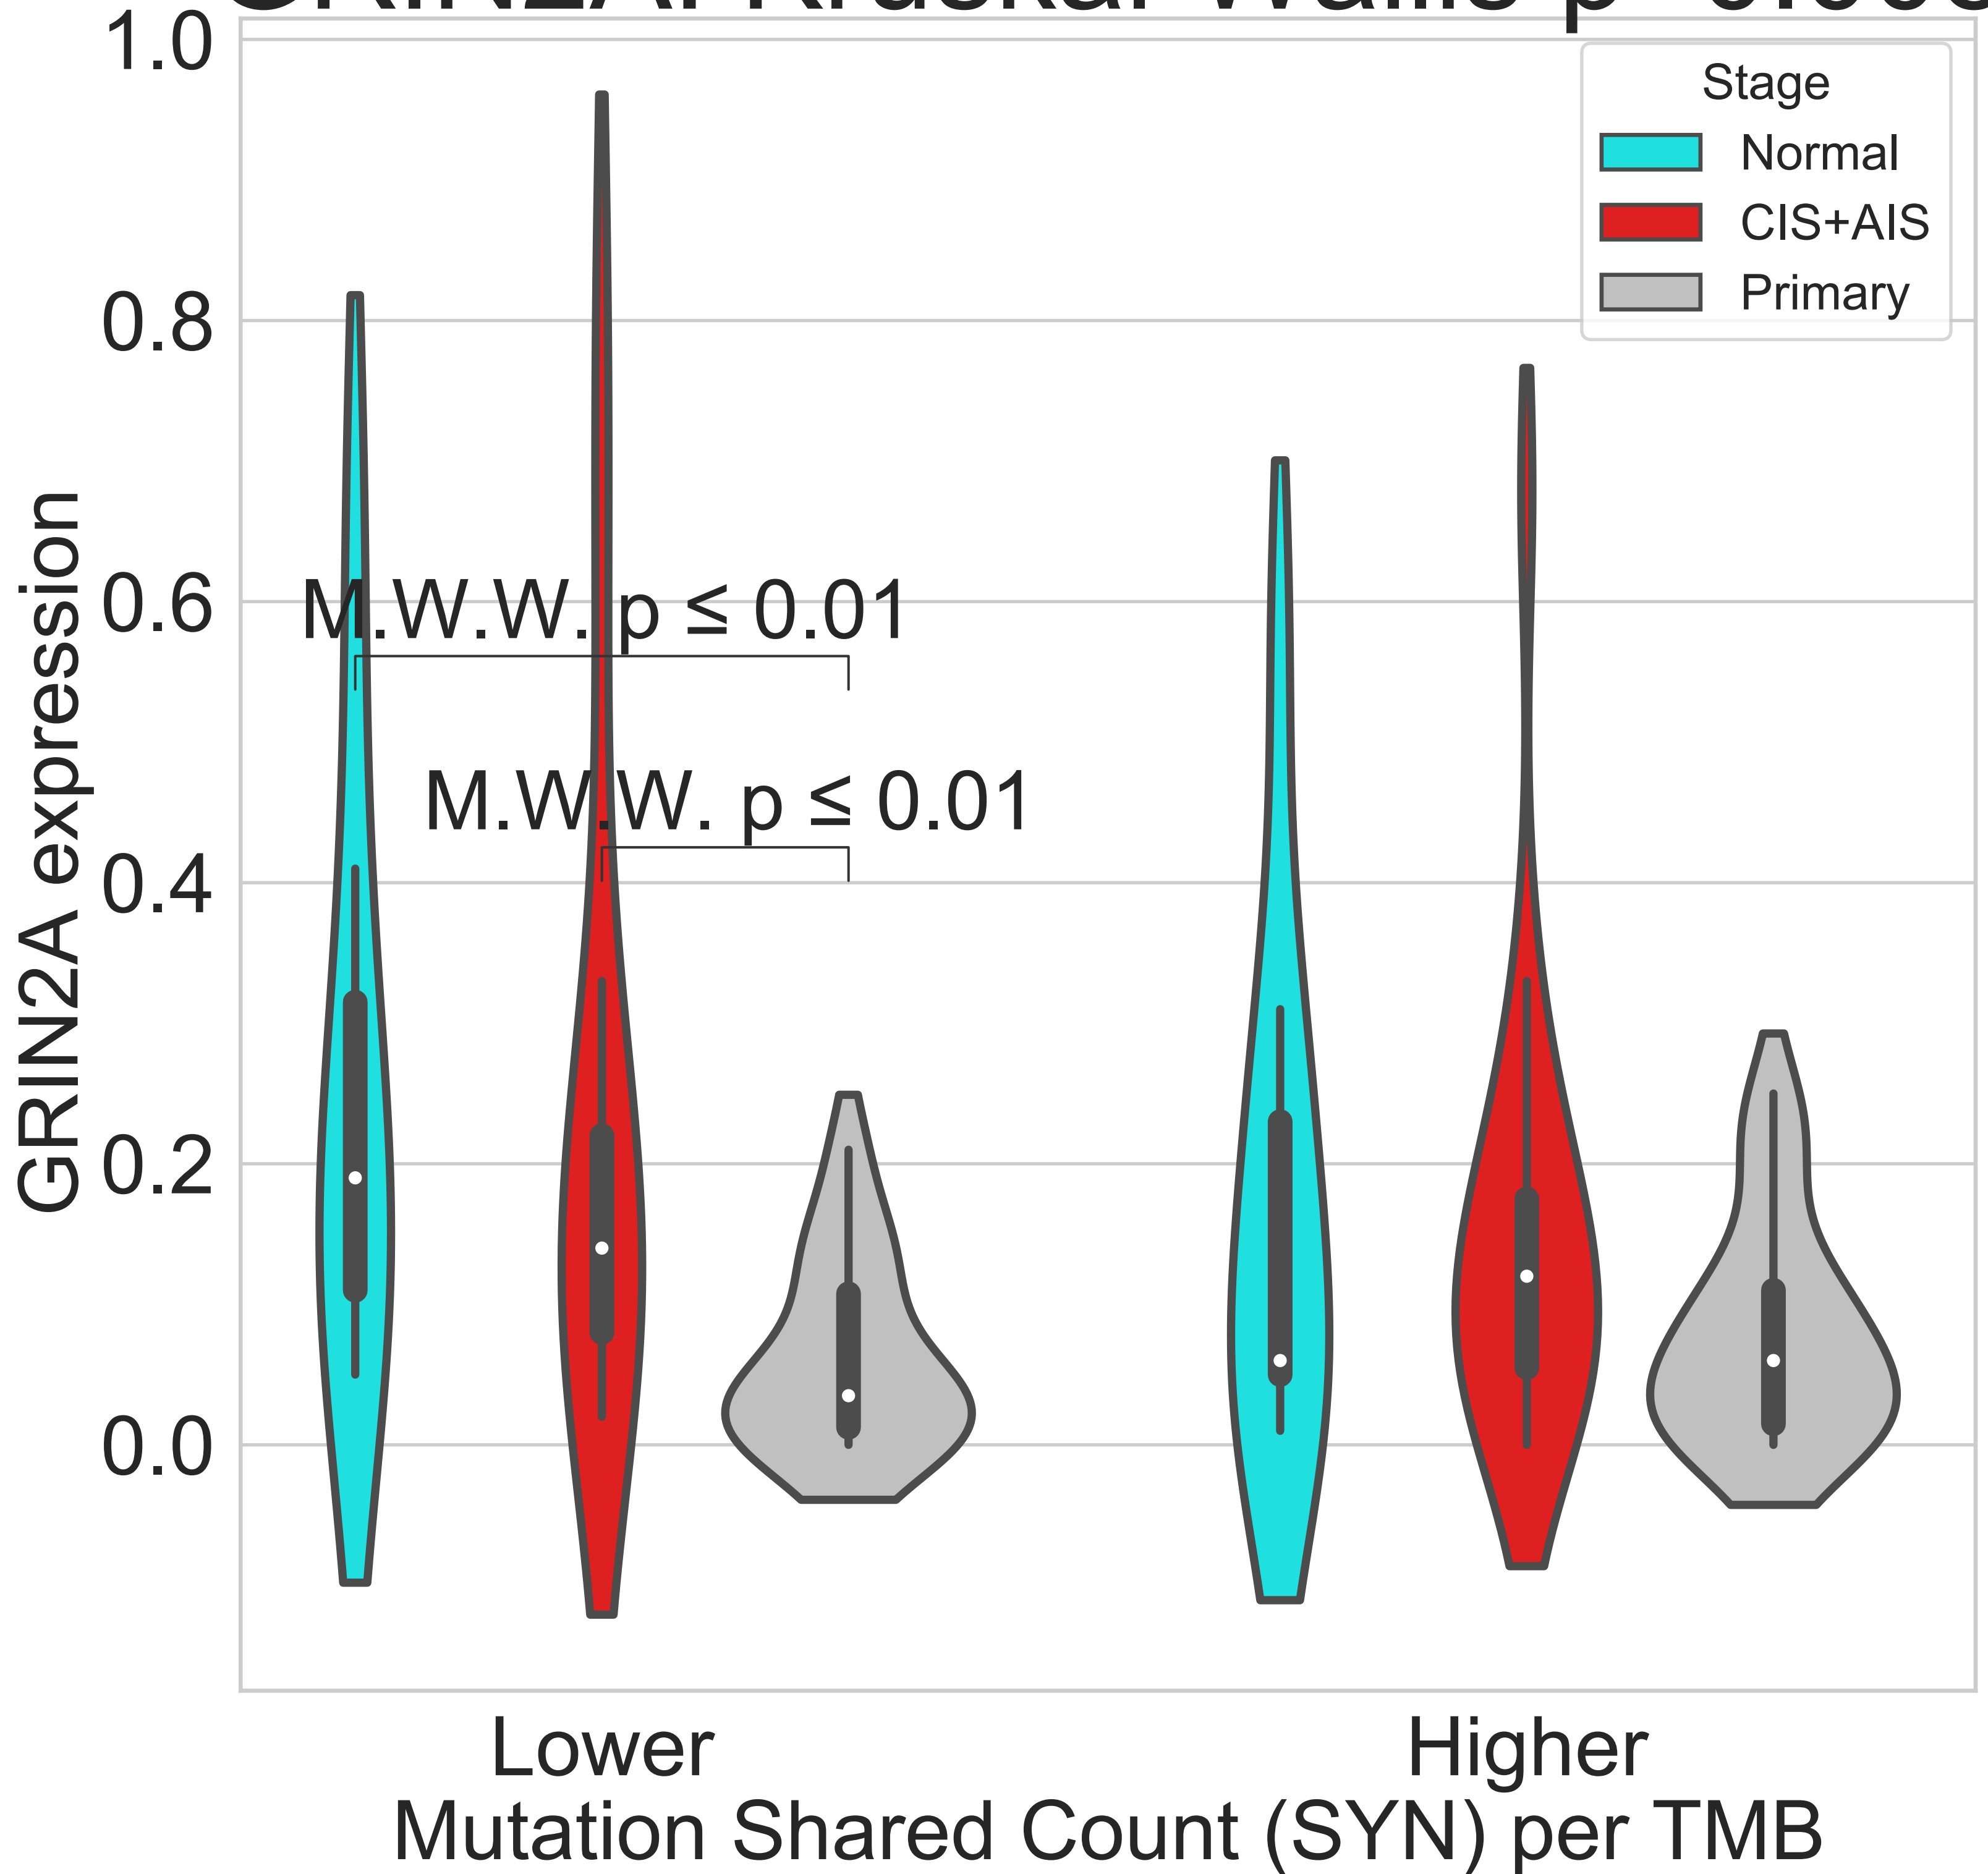 1.0
Stage
Normal
CIS+AIS
Primary
0.8
0.6
M.W.W. p ≤ 0.01
M.W.W. p ≤ 0.01
0.4
0.2
0.0
GRIN2A expression
Lower
Higher
Mutation Shared Count (SYN) per TMB